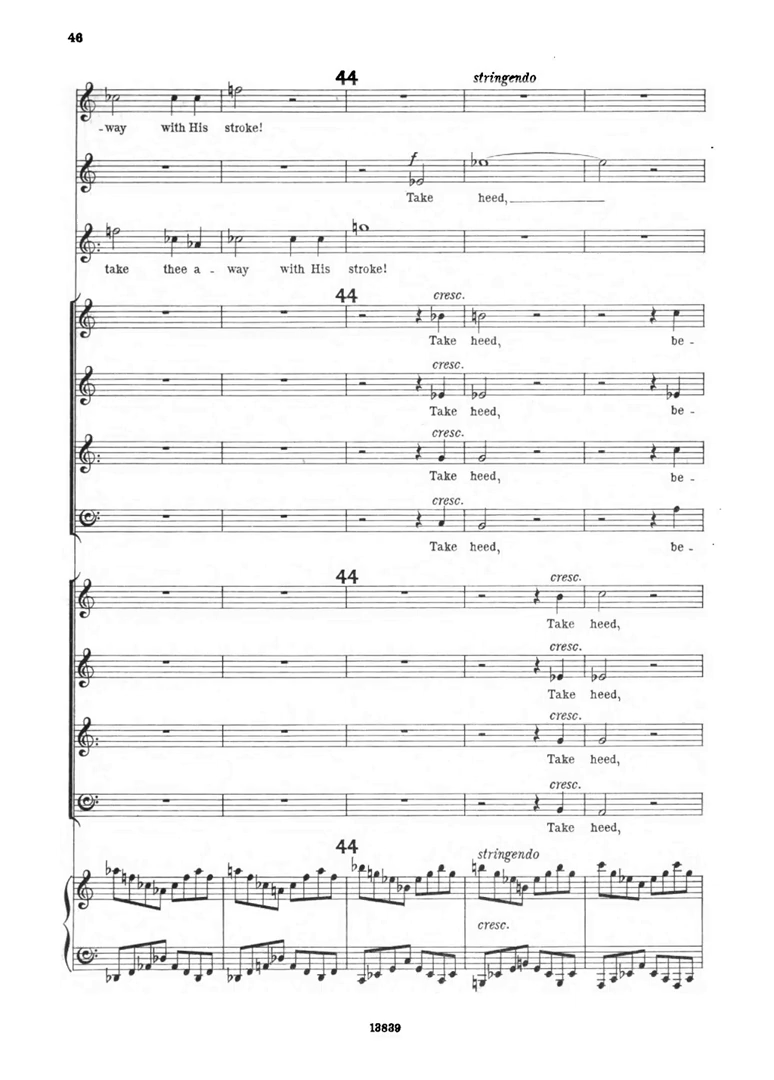 46
44 stringendo
-way with His stroke!
f
Take heed,
take thee a - way with His stroke!
44 cresc.
Take heed, be -
cresc.
Take heed, be -
cresc.
Take heed, be -
cresc.
Take heed, be -
44 cresc.
Take heed,
cresc.
Take heed,
cresc.
Take heed,
cresc.
Take heed,
44 stringendo
cresc.
13839